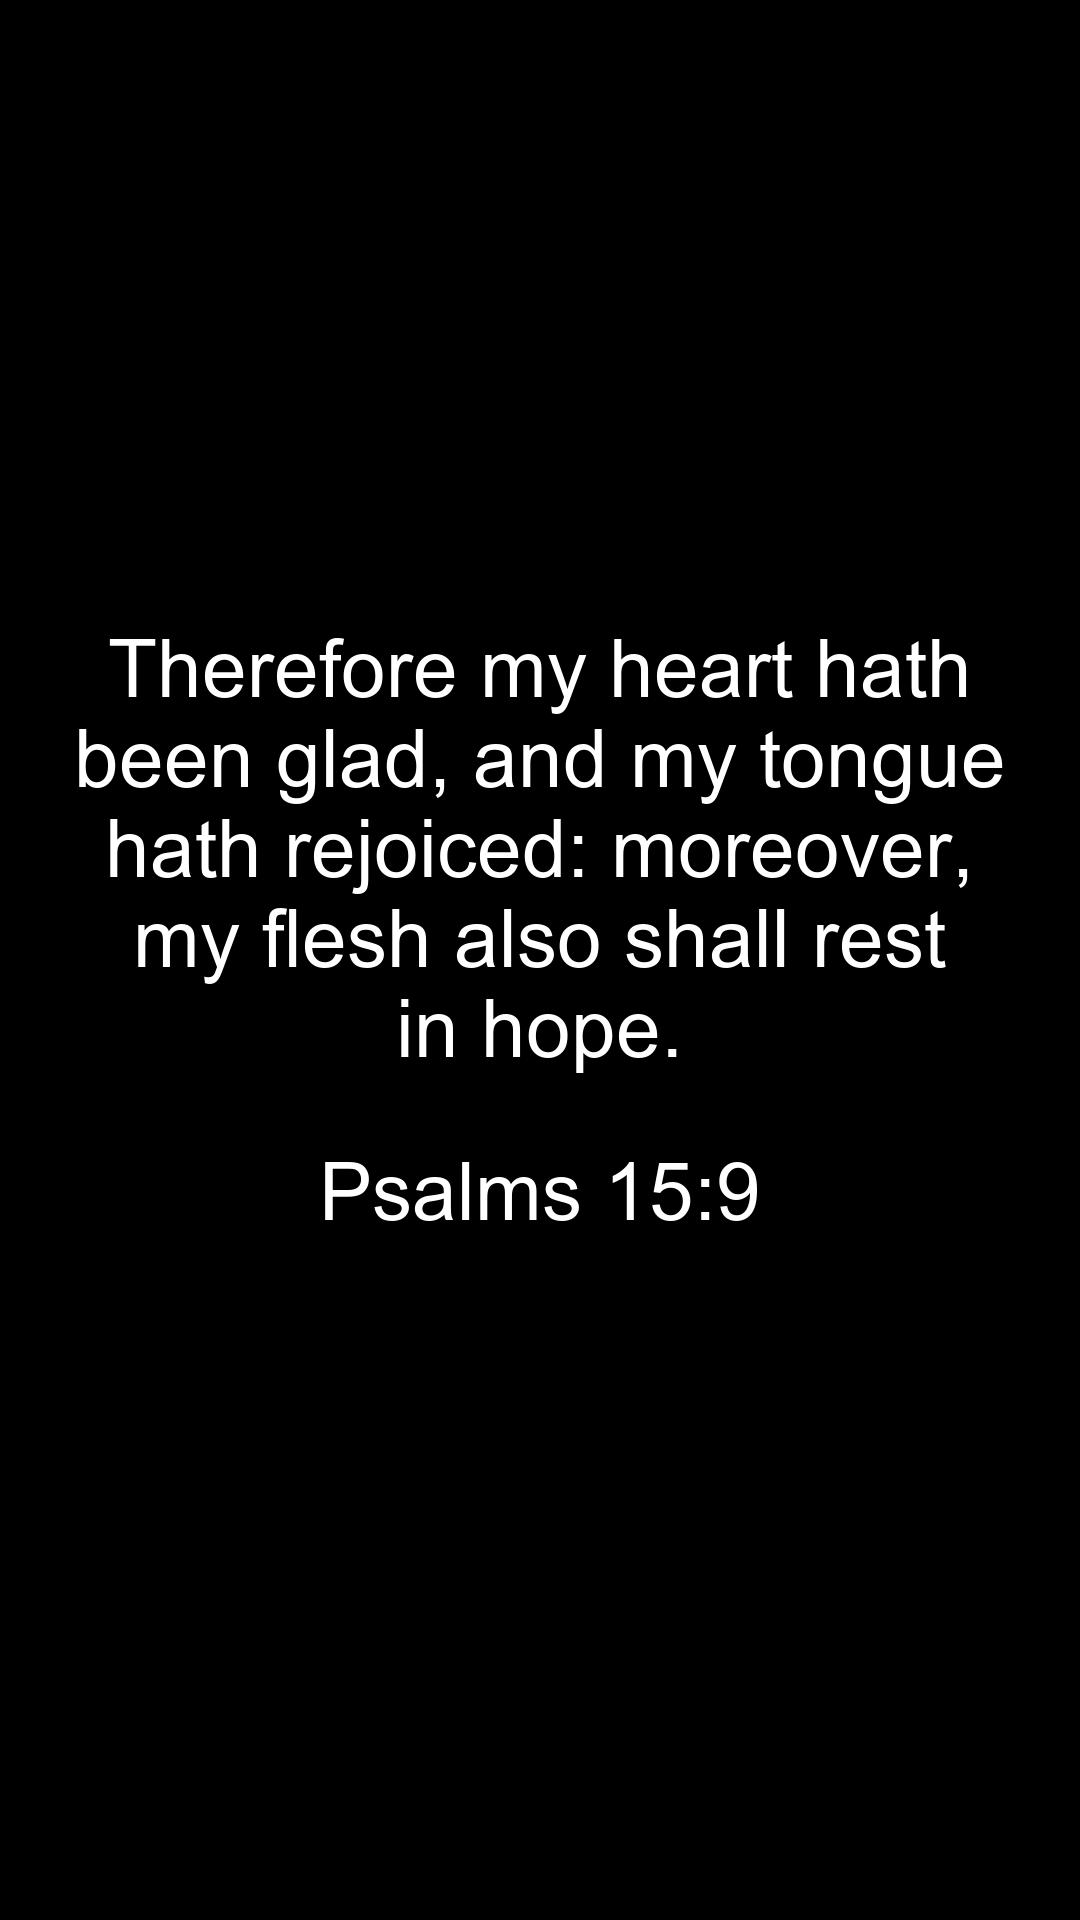 Therefore my heart hath
been glad, and my tongue
hath rejoiced: moreover,
my flesh also shall rest
in hope.
Psalms 15:9